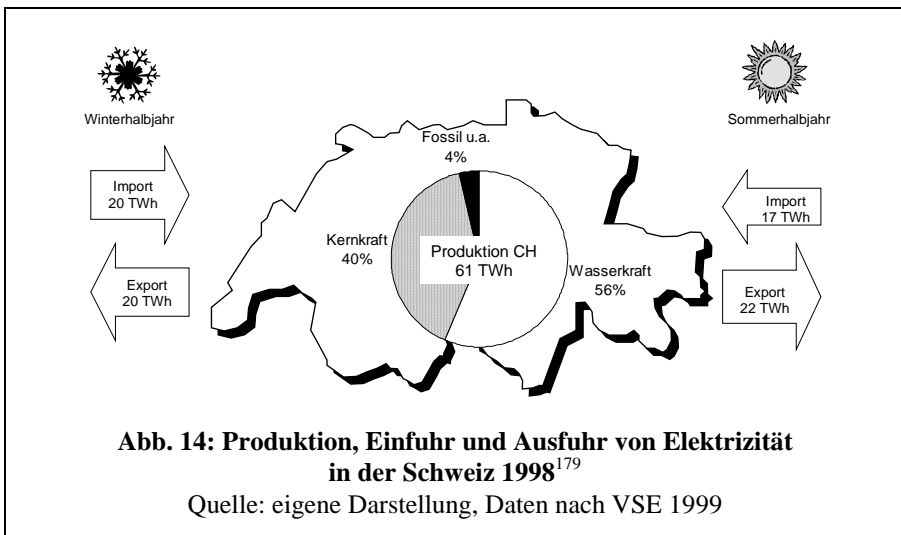 Winterhalbjahr
Sommerhalbjahr
Fossil u.a.
4%
Import
20 TWh
Import
17 TWh
Kernkraft
40%
Produktion CH
61 TWh
Wasserkraft
56%
Export
20 TWh
Export
22 TWh
Abb. 14: Produktion, Einfuhr und Ausfuhr von Elektrizität
in der Schweiz 1998179
Quelle: eigene Darstellung, Daten nach VSE 1999